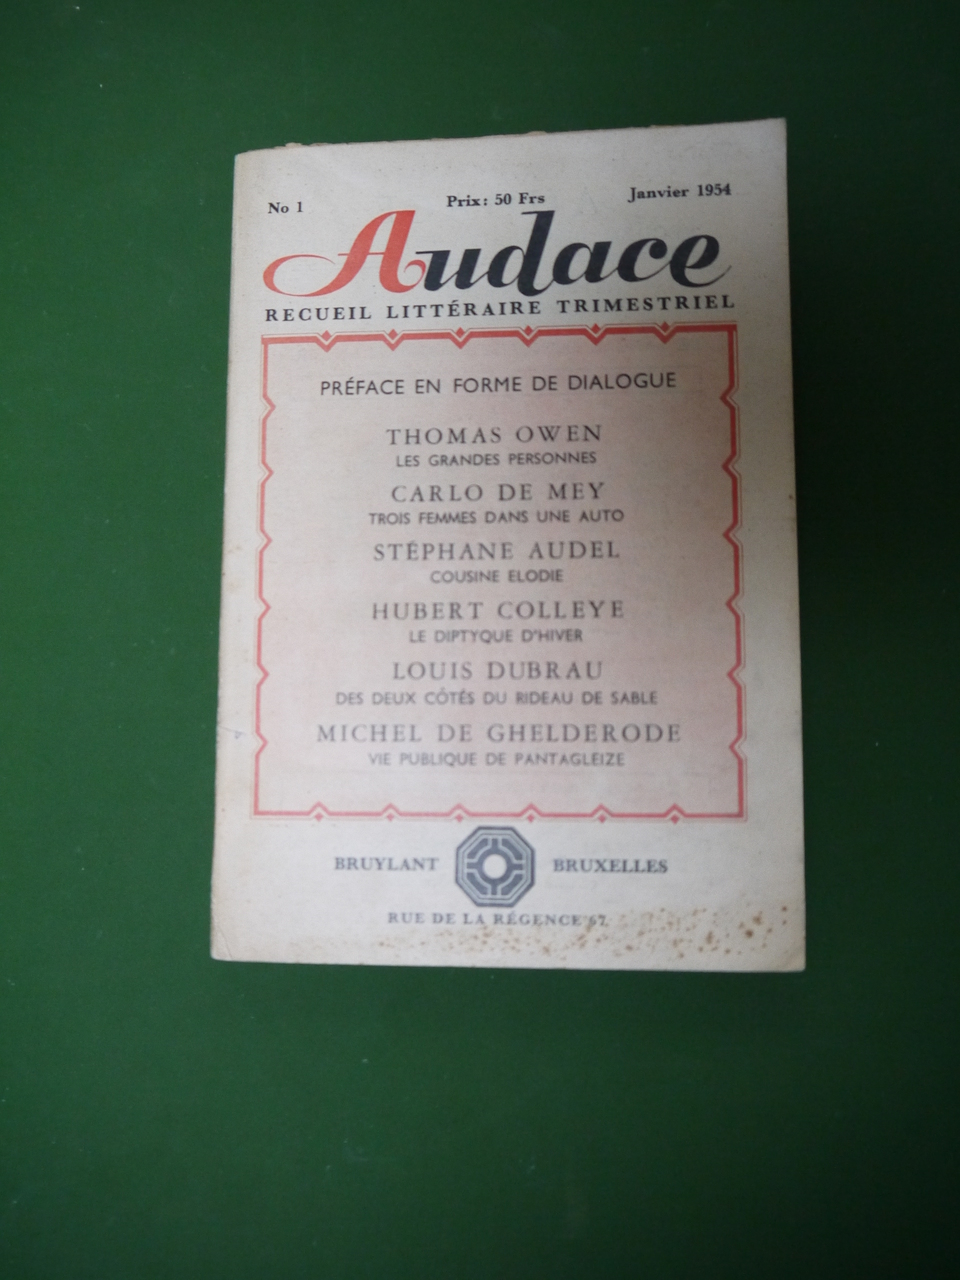 No 1 Prix: 50 Frs Janvier 1954
Audace
RECUEIL LITTÉRAIRE TRIMESTRIEL
PRÉFACE EN FORME DE DIALOGUE
THOMAS OWEN
LES GRANDES PERSONNES
CARLO DE MEY
TROIS FEMMES DANS UNE AUTO
STÉPHANE AUDEL
COUSINE ELODIE
HUBERT COLLEYE
LE DIPTYQUE D'HIVER
LOUIS DUBRAU
DES DEUX CÔTÉS DU RIDEAU DE SABLE
MICHEL DE GHELDERODE
VIE PUBLIQUE DE PANTAGLEIZE
BRUYLANT BRUXELLES
RUE DE LA RÉGENCE 67